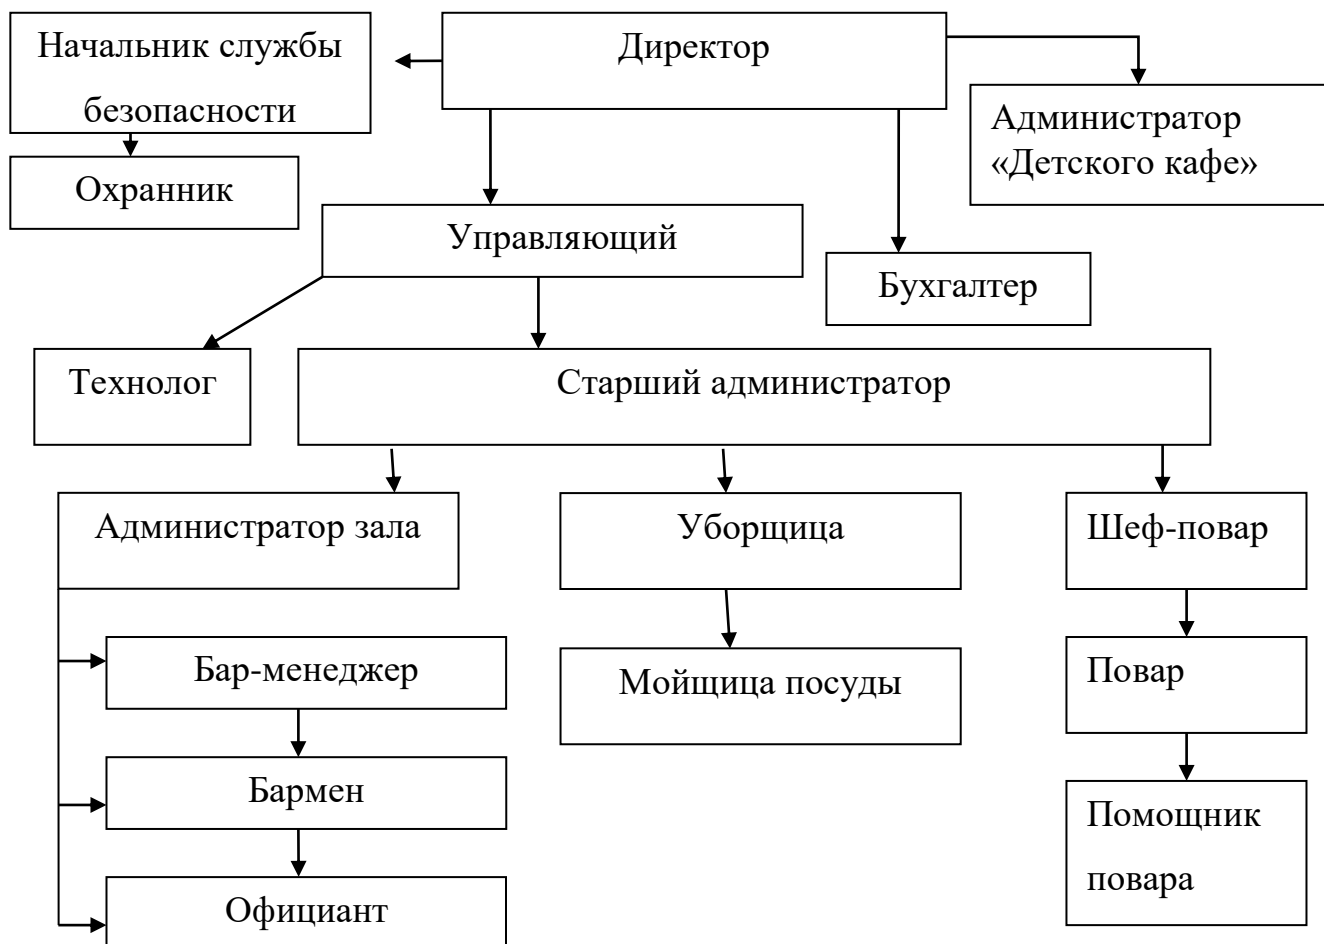 Начальник службы
безопасности
Директор
Администратор
«Детского кафе»
Охранник
Управляющий
Бухгалтер
Технолог
Старший администратор
Администратор зала
Уборщица
Шеф-повар
Бар-менеджер
Мойщица посуды
Повар
Бармен
Помощник
повара
Официант